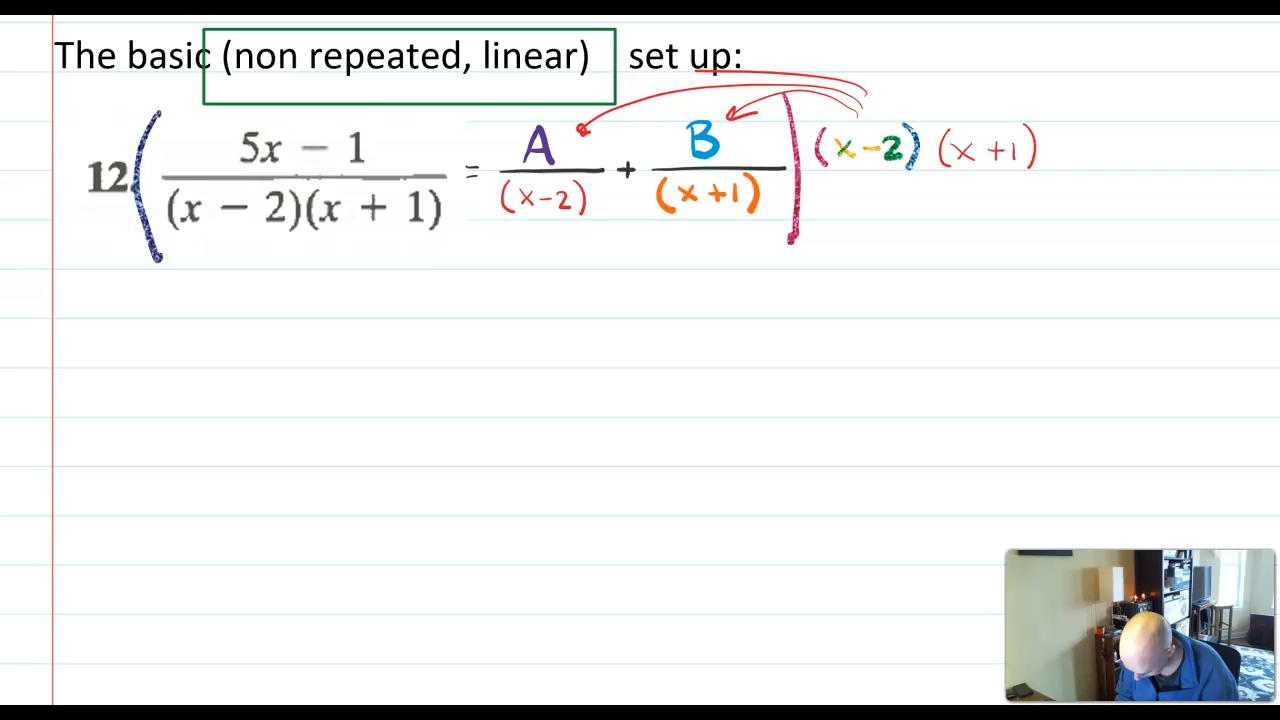 The basic (non repeated, linear) set up:
12. ( 5x − 1 / (x − 2)(x + 1) = A / (x−2) + B / (x+1) ) (x−2) (x+1)